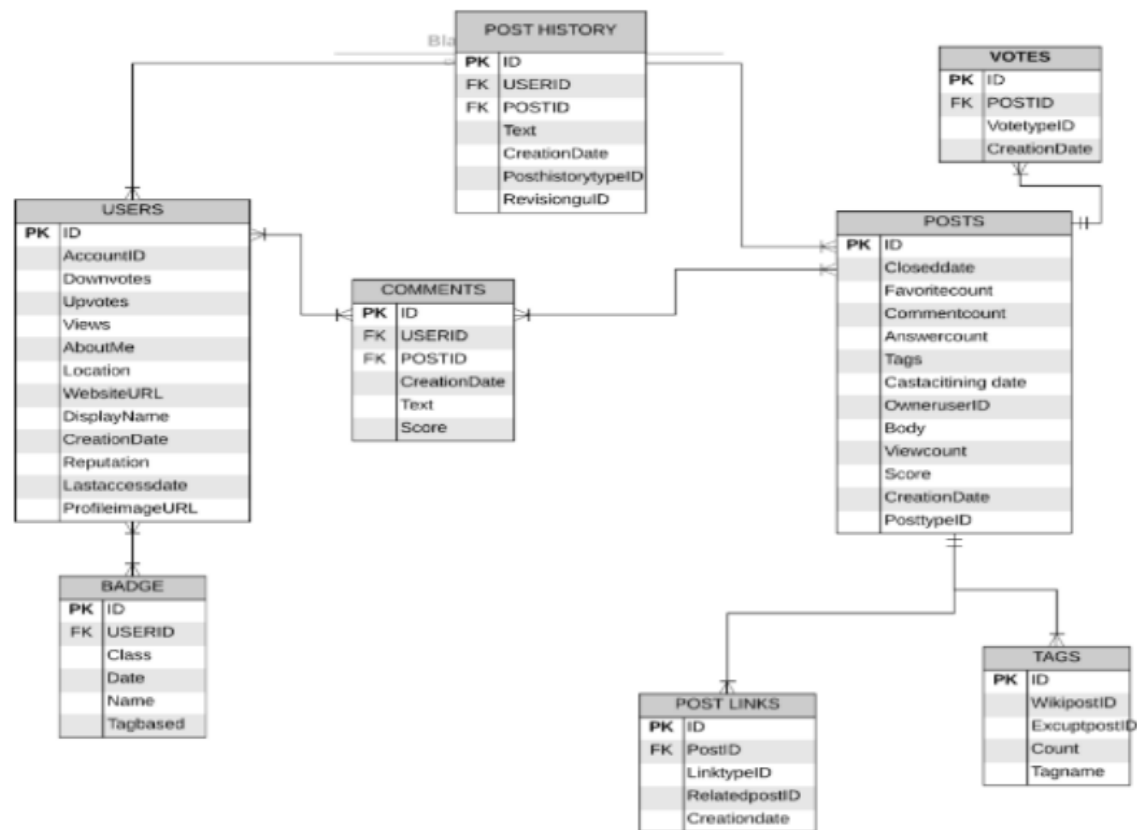 POST HISTORY
Bla
PK ID
FK USERID
FK POSTID
Text
CreationDate
PosthistorytypeID
RevisionguID
VOTES
PK ID
FK POSTID
VotetypeID
CreationDate
USERS
PK ID
AccountID
Downvotes
Upvotes
Views
AboutMe
Location
WebsiteURL
DisplayName
CreationDate
Reputation
Lastaccessdate
ProfileimageURL
COMMENTS
PK ID
FK USERID
FK POSTID
CreationDate
Text
Score
POSTS
PK ID
Closeddate
Favoritecount
Commentcount
Answercount
Tags
Castacitining date
OwneruserID
Body
Viewcount
Score
CreationDate
PosttypeID
BADGE
PK ID
FK USERID
Class
Date
Name
Tagbased
POST LINKS
PK ID
FK PostID
LinktypeID
RelatedpostID
Creationdate
TAGS
PK ID
WikipostID
ExcuptpostID
Count
Tagname